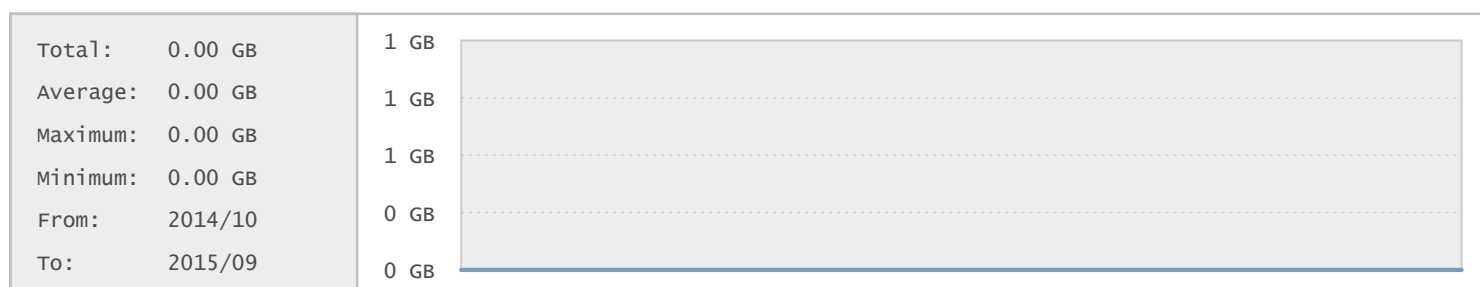 Total: 0.00 GB
Average: 0.00 GB
Maximum: 0.00 GB
Minimum: 0.00 GB
From: 2014/10
To: 2015/09
1 GB
1 GB
1 GB
0 GB
0 GB